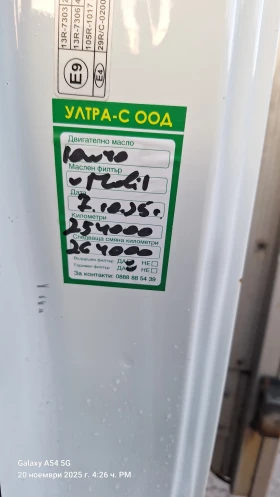 13R-7303
13R-7306
105R-1017
29R/C-0200
E9
E4
УЛТРА-С ООД
Двигателно масло
10w40
Маслен филтър
Mobil
Дата
7.10.25г.
Километри
254000
Следваща смяна километри
264000
Въздушен филтър ДА НЕ
Горивен филтър ДА НЕ
За контакти: 0888 88 54 39
Galaxy A54 5G
20 ноември 2025 г. 4:26 ч. PM